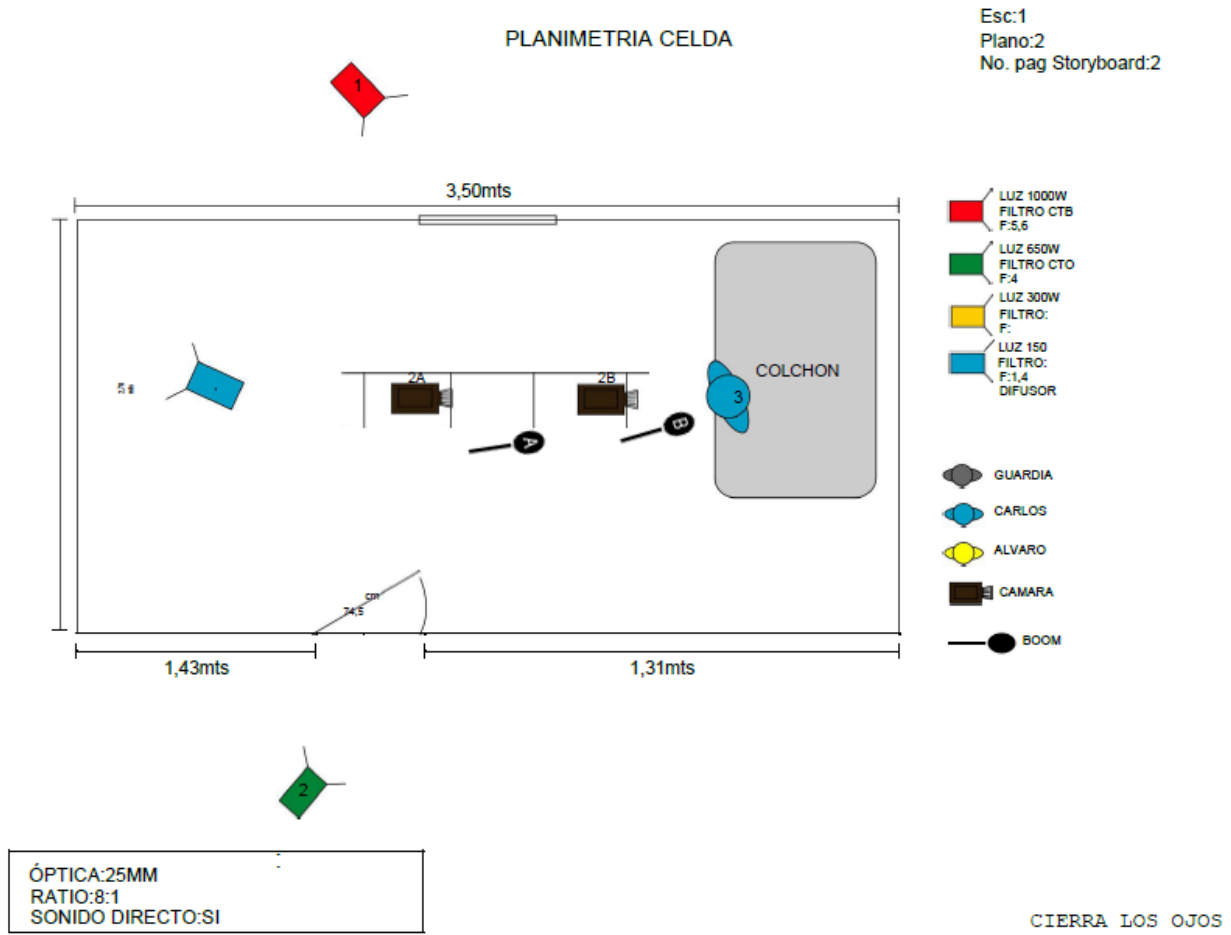 PLANIMETRIA CELDA
Esc:1
Plano:2
No. pag Storyboard:2
1
3,50mts
LUZ 1000W
FILTRO CTB
F:5,6
LUZ 650W
FILTRO CTO
F:4
LUZ 300W
FILTRO:
F:
LUZ 150
FILTRO:
F:1,4
DIFUSOR
2A
2B
COLCHON
3
A
B
GUARDIA
CARLOS
ALVARO
CAMARA
BOOM
cm
74,5
1,43mts
1,31mts
2
ÓPTICA:25MM
RATIO:8:1
SONIDO DIRECTO:SI
CIERRA LOS OJOS